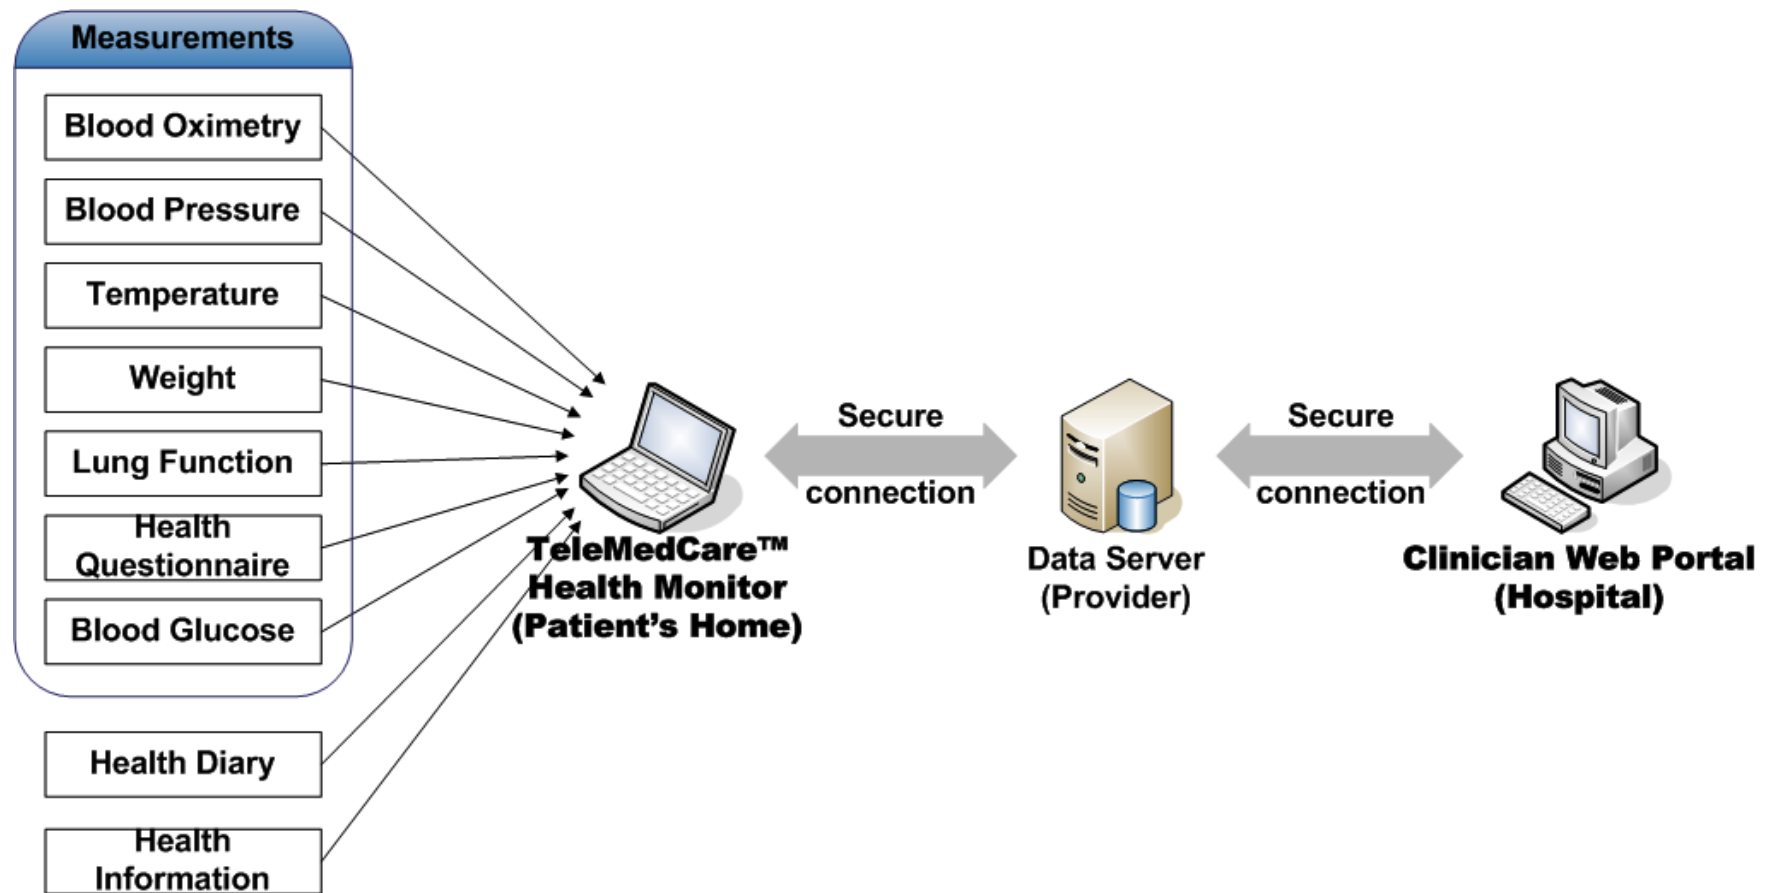 Measurements
Blood Oximetry
Blood Pressure
Temperature
Weight
Lung Function
Health
Questionnaire
Blood Glucose
Health Diary
Health
Information
TeleMedCare™
Health Monitor
(Patient's Home)
Secure
connection
Data Server
(Provider)
Secure
connection
Clinician Web Portal
(Hospital)